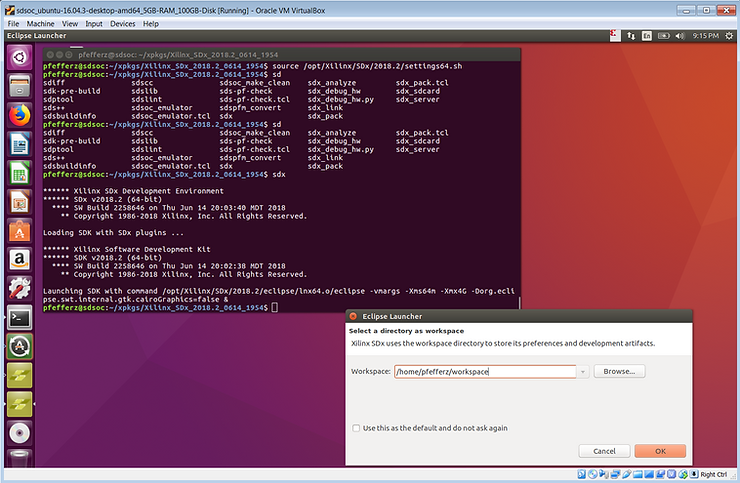 sdsoc_ubuntu-16.04.3-desktop-amd64_5GB-RAM_100GB-Disk [Running] - Oracle VM VirtualBox
File Machine View Input Devices Help
Eclipse Launcher
En
9:15 PM
pfefferz@sdsoc: ~/xpkgs/Xilinx_SDx_2018.2_0614_1954
pfefferz@sdsoc:~/xpkgs/Xilinx_SDx_2018.2_0614_1954$ source /opt/Xilinx/SDx/2018.2/settings64.sh
pfefferz@sdsoc:~/xpkgs/Xilinx_SDx_2018.2_0614_1954$ sd
sdiff sdscc sdsoc_make_clean sdx_analyze sdx_pack.tcl
sdk-pre-build sdslib sds-pf-check sdx_debug_hw sdx_sdcard
sdptool sdslint sds-pf-check.tcl sdx_debug_hw.py sdx_server
sds++ sdsoc_emulator sdspfm_convert sdx_link
sdsbuildinfo sdsoc_emulator.tcl sdx sdx_pack
pfefferz@sdsoc:~/xpkgs/Xilinx_SDx_2018.2_0614_1954$ sd
sdiff sdscc sdsoc_make_clean sdx_analyze sdx_pack.tcl
sdk-pre-build sdslib sds-pf-check sdx_debug_hw sdx_sdcard
sdptool sdslint sds-pf-check.tcl sdx_debug_hw.py sdx_server
sds++ sdsoc_emulator sdspfm_convert sdx_link
sdsbuildinfo sdsoc_emulator.tcl sdx sdx_pack
pfefferz@sdsoc:~/xpkgs/Xilinx_SDx_2018.2_0614_1954$ sdx
****** Xilinx SDx Development Environment
****** SDx v2018.2 (64-bit)
**** SW Build 2258646 on Thu Jun 14 20:03:40 MDT 2018
** Copyright 1986-2018 Xilinx, Inc. All Rights Reserved.
Loading SDK with SDx plugins ...
****** Xilinx Software Development Kit
****** SDK v2018.2 (64-bit)
**** SW Build 2258646 on Thu Jun 14 20:02:38 MDT 2018
** Copyright 1986-2018 Xilinx, Inc. All Rights Reserved.
Launching SDK with command /opt/Xilinx/SDx/2018.2/eclipse/lnx64.o/eclipse -vmargs -Xms64m -Xmx4G -Dorg.ecli
pse.swt.internal.gtk.cairoGraphics=false &
pfefferz@sdsoc:~/xpkgs/Xilinx_SDx_2018.2_0614_1954$
Eclipse Launcher
Select a directory as workspace
Xilinx SDx uses the workspace directory to store its preferences and development artifacts.
Workspace: /home/pfefferz/workspace Browse...
Use this as the default and do not ask again
Cancel OK
Right Ctrl